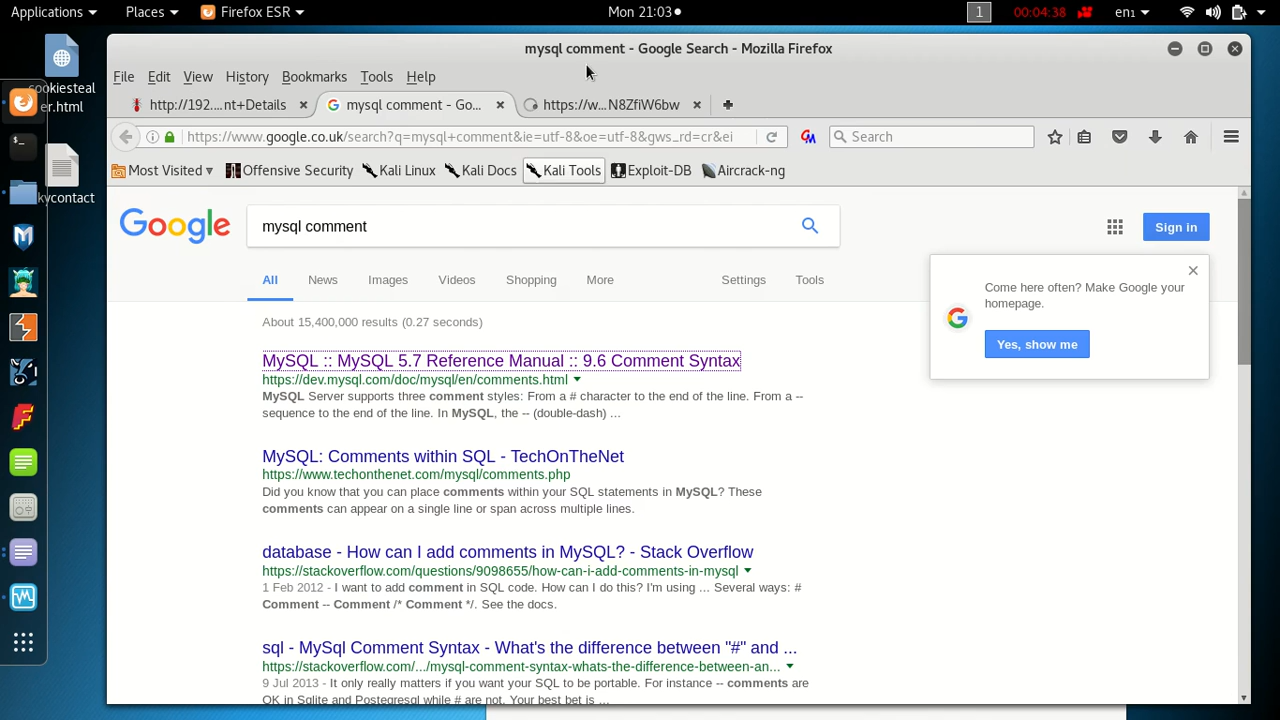 Applications Places Firefox ESR Mon 21:03 1 00:04:38 en₁
mysql comment - Google Search - Mozilla Firefox
cookiesteal
er.html
kycontact
File Edit View History Bookmarks Tools Help
http://192....nt+Details mysql comment - Go... https://w...N8ZfiW6bw
https://www.google.co.uk/search?q=mysql+comment&ie=utf-8&oe=utf-8&gws_rd=cr&ei Search
Most Visited Offensive Security Kali Linux Kali Docs Kali Tools Exploit-DB Aircrack-ng
Google mysql comment Sign in
All News Images Videos Shopping More Settings Tools
Come here often? Make Google your
homepage.
Yes, show me
About 15,400,000 results (0.27 seconds)
MySQL :: MySQL 5.7 Reference Manual :: 9.6 Comment Syntax
https://dev.mysql.com/doc/mysql/en/comments.html
MySQL Server supports three comment styles: From a # character to the end of the line. From a --
sequence to the end of the line. In MySQL, the -- (double-dash) ...
MySQL: Comments within SQL - TechOnTheNet
https://www.techonthenet.com/mysql/comments.php
Did you know that you can place comments within your SQL statements in MySQL? These
comments can appear on a single line or span across multiple lines.
database - How can I add comments in MySQL? - Stack Overflow
https://stackoverflow.com/questions/9098655/how-can-i-add-comments-in-mysql
1 Feb 2012 - I want to add comment in SQL code. How can I do this? I'm using ... Several ways: #
Comment -- Comment /* Comment */. See the docs.
sql - MySql Comment Syntax - What's the difference between "#" and ...
https://stackoverflow.com/.../mysql-comment-syntax-whats-the-difference-between-an...
9 Jul 2013 - It only really matters if you want your SQL to be portable. For instance -- comments are
OK in Sqlite and Postegresql while # are not. Your best bet is ...